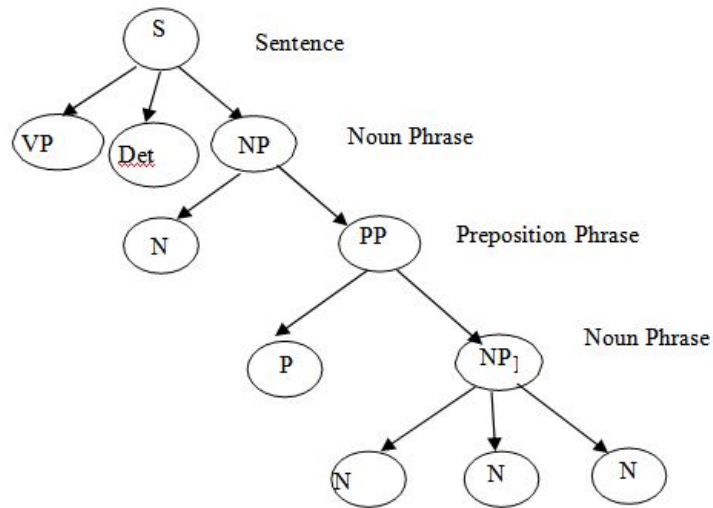 S
Sentence
VP
Det
NP
Noun Phrase
N
PP
Preposition Phrase
P
NP
Noun Phrase
N
N
N